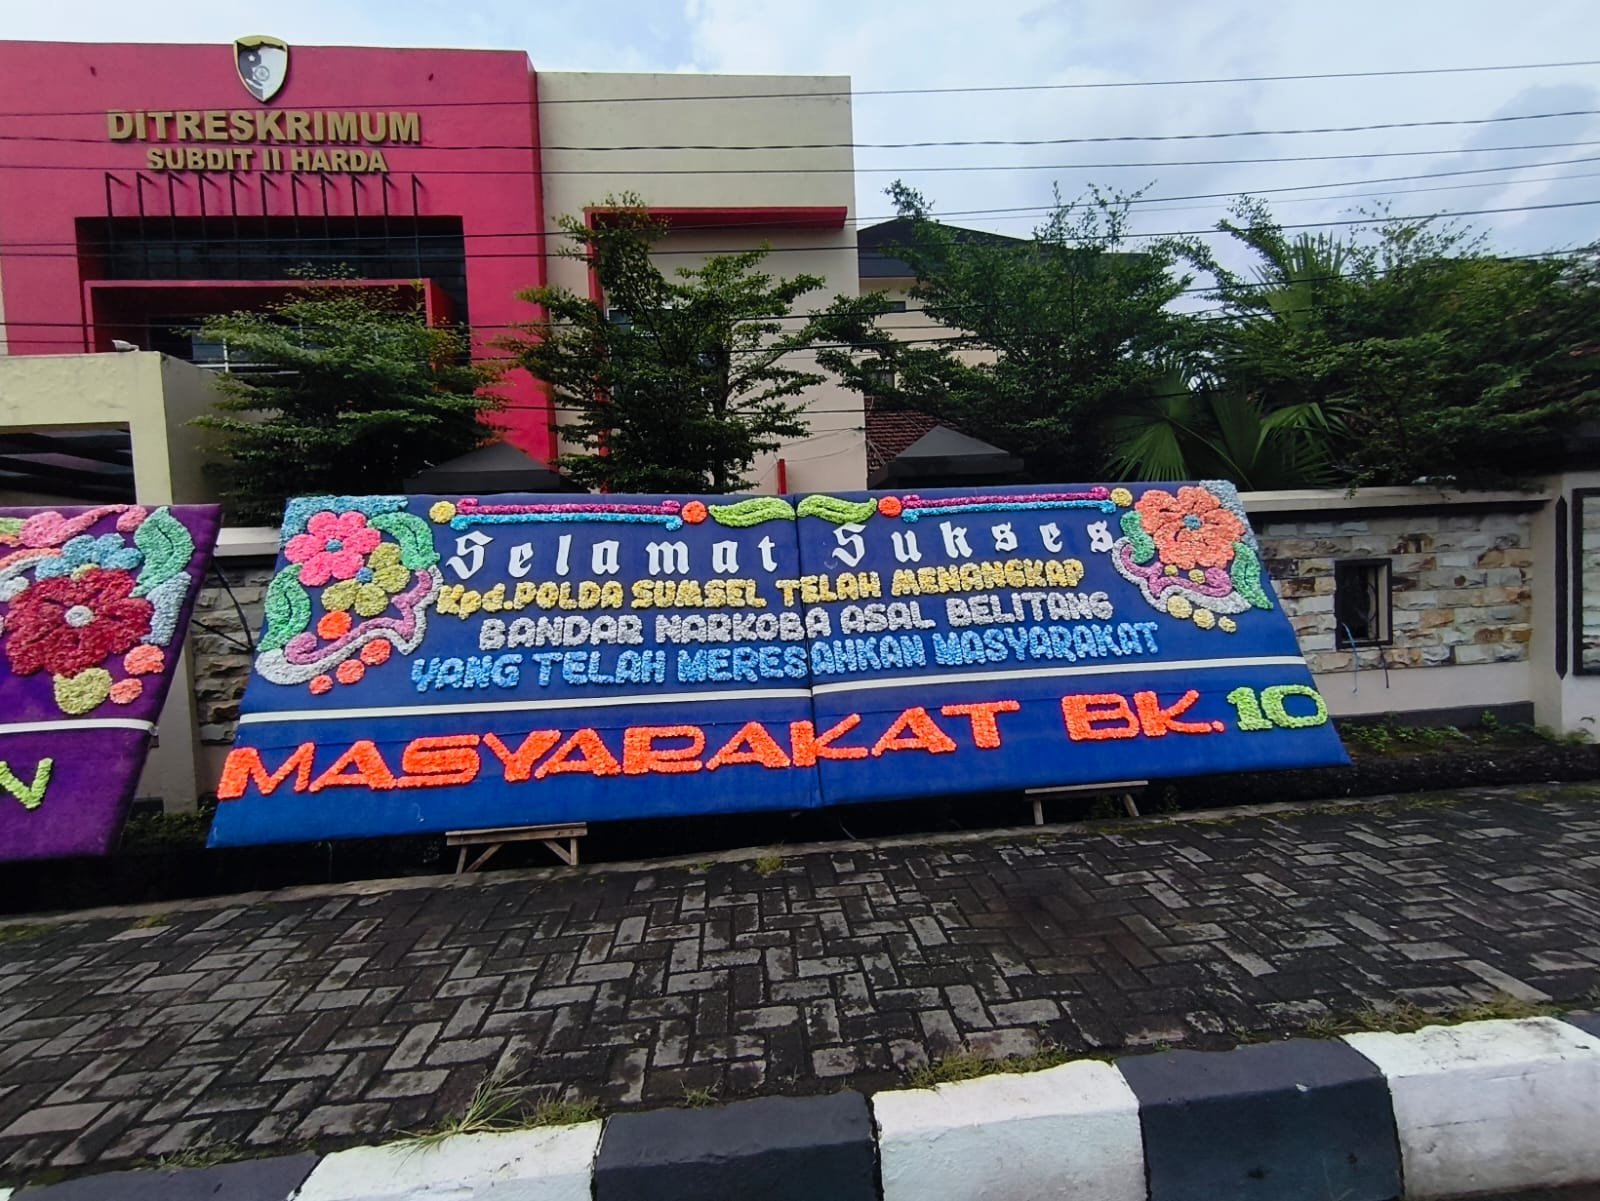 DITRESKRIMUM
SUBDIT II HARDA
Selamat Sukses
Kpd.POLDA SUMSEL TELAH MENANGKAP
BANDAR NARKOBA ASAL BELITANG
YANG TELAH MERESAHKAN MASYARAKAT
MASYARAKAT BK.10